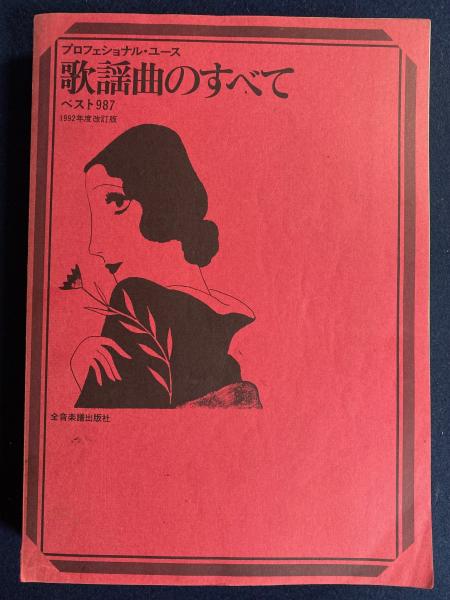 プロフェショナル・ユース
歌謡曲のすべて
ベスト987
1992年度改訂版
全音楽譜出版社